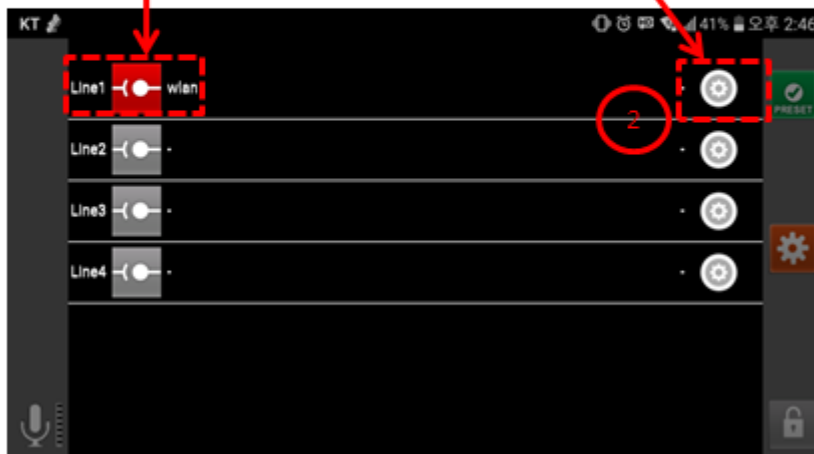 KT 41% 오후 2:46
Line1 wlan -
2
PRESET
Line2 - -
Line3 - -
Line4 - -